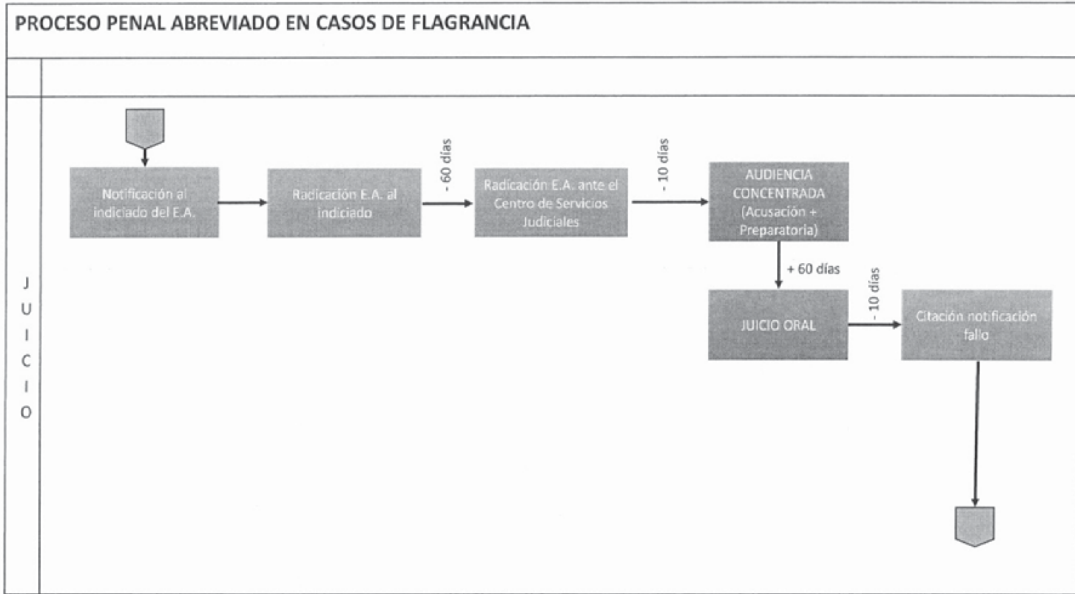 PROCESO PENAL ABREVIADO EN CASOS DE FLAGRANCIA
J
U
I
C
I
O
Notificación al
indiciado del E.A.
Radicación E.A. al
indiciado
- 60 días
Radicación E.A. ante el
Centro de Servicios
Judiciales
- 10 días
AUDIENCIA
CONCENTRADA
(Acusación +
Preparatoria)
+ 60 días
JUICIO ORAL
- 10 días
Citación notificación
fallo